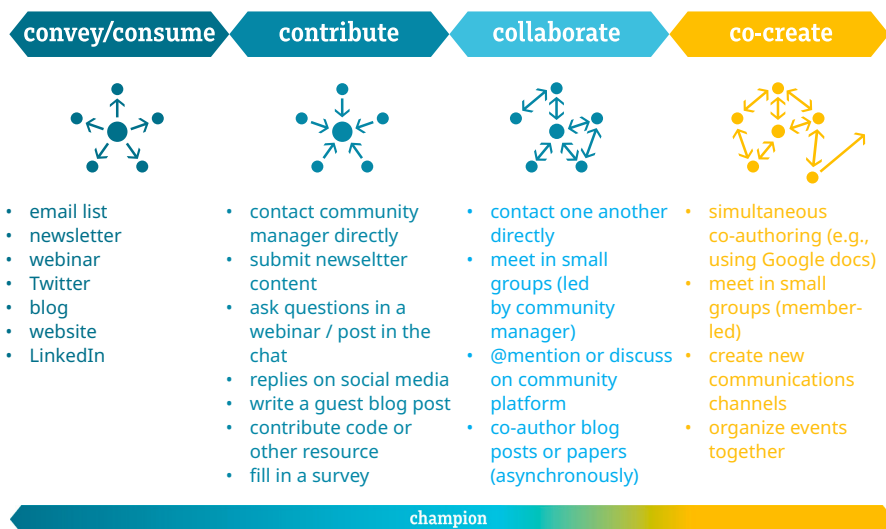 convey/consume
contribute
collaborate
co-create
• email list
• newsletter
• webinar
• Twitter
• blog
• website
• LinkedIn
• contact community
manager directly
• submit newseltter
content
• ask questions in a
webinar / post in the
chat
• replies on social media
• write a guest blog post
• contribute code or
other resource
• fill in a survey
• contact one another
directly
• meet in small
groups (led
by community
manager)
• @mention or discuss
on community
platform
• co-author blog
posts or papers
(asynchronously)
• simultaneous
co-authoring (e.g.,
using Google docs)
• meet in small
groups (member-
led)
• create new
communications
channels
• organize events
together
champion